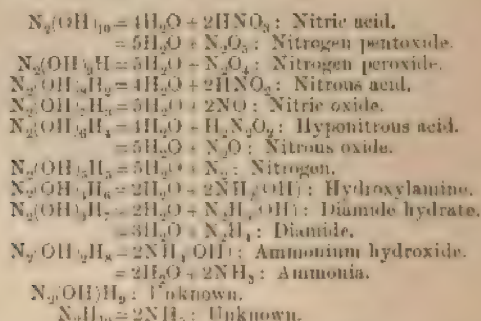 N₂(OH)₁₀ = 4H₂O + 2HNO₃: Nitric acid.
= 5H₂O + N₂O₅: Nitrogen pentoxide.
N₂(OH)₉H = 5H₂O + N₂O₄: Nitrogen peroxide.
N₂(OH)₈H₂ = 4H₂O + 2HNO₂: Nitrous acid.
N₂(OH)₇H₃ = 5H₂O + 2NO: Nitric oxide.
N₂(OH)₆H₄ = 4H₂O + H₂N₂O₂: Hyponitrous acid.
= 5H₂O + N₂O: Nitrous oxide.
N₂(OH)₅H₅ = 5H₂O + N₂: Nitrogen.
N₂(OH)₄H₆ = 2H₂O + 2NH₂(OH): Hydroxylamine.
N₂(OH)₃H₇ = 2H₂O + N₂H₅(OH): Diamide hydrate.
= 3H₂O + N₂H₄: Diamide.
N₂(OH)₂H₈ = 2NH₄(OH): Ammonium hydroxide.
= 2H₂O + 2NH₃: Ammonia.
N₂(OH)H₉: Unknown.
N₂H₁₀ = : Unknown.